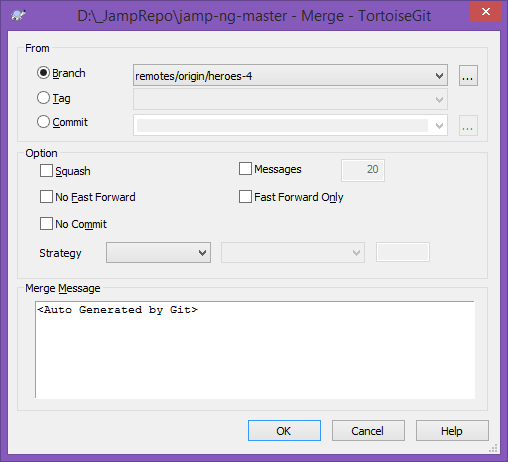 D:\_JampRepo\jamp-ng-master - Merge - TortoiseGit
From
Branch
remotes/origin/heroes-4
...
Tag
Commit
...
Option
Squash
Messages
20
No Fast Forward
Fast Forward Only
No Commit
Strategy
Merge Message
<Auto Generated by Git>
OK
Cancel
Help